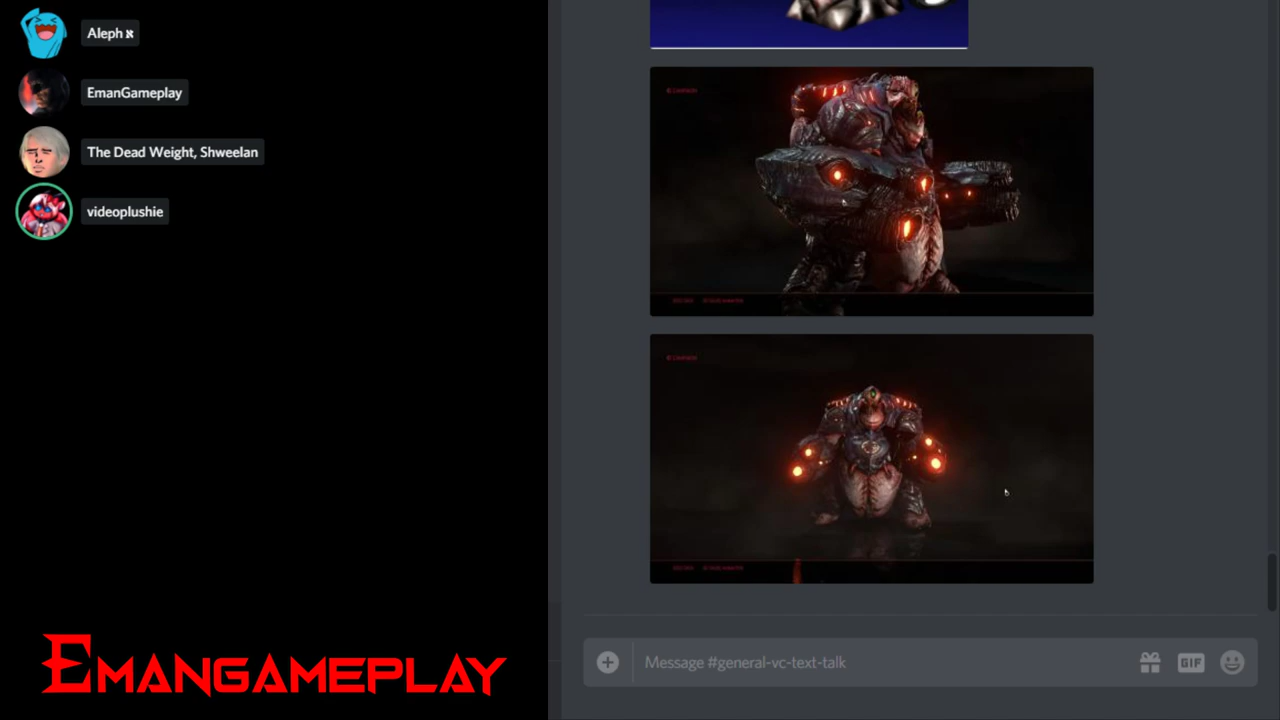 Aleph ℵ
EmanGameplay
The Dead Weight, Shweelan
videoplushie
EMANGAMEPLAY
Message #general-vc-text-talk
GIF